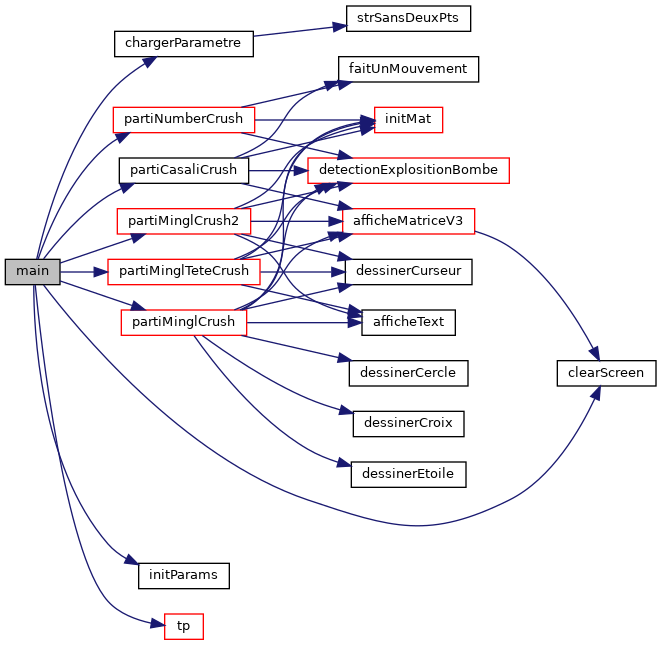 strSansDeuxPts
chargerParametre
faitUnMouvement
partiNumberCrush
initMat
partiCasaliCrush
detectionExplositionBombe
partiMinglCrush2
afficheMatriceV3
main
partiMinglTeteCrush
dessinerCurseur
partiMinglCrush
afficheText
dessinerCercle
clearScreen
dessinerCroix
dessinerEtoile
initParams
tp